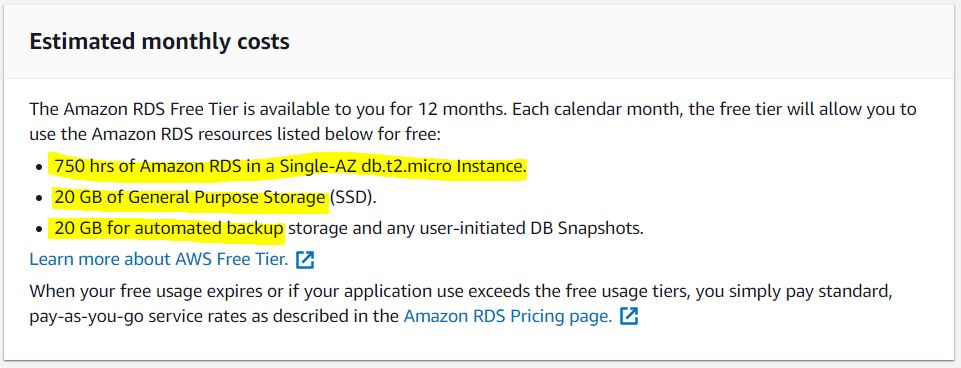 Estimated monthly costs
The Amazon RDS Free Tier is available to you for 12 months. Each calendar month, the free tier will allow you to
use the Amazon RDS resources listed below for free:
• 750 hrs of Amazon RDS in a Single-AZ db.t2.micro Instance.
• 20 GB of General Purpose Storage (SSD).
• 20 GB for automated backup storage and any user-initiated DB Snapshots.
Learn more about AWS Free Tier.
When your free usage expires or if your application use exceeds the free usage tiers, you simply pay standard,
pay-as-you-go service rates as described in the Amazon RDS Pricing page.